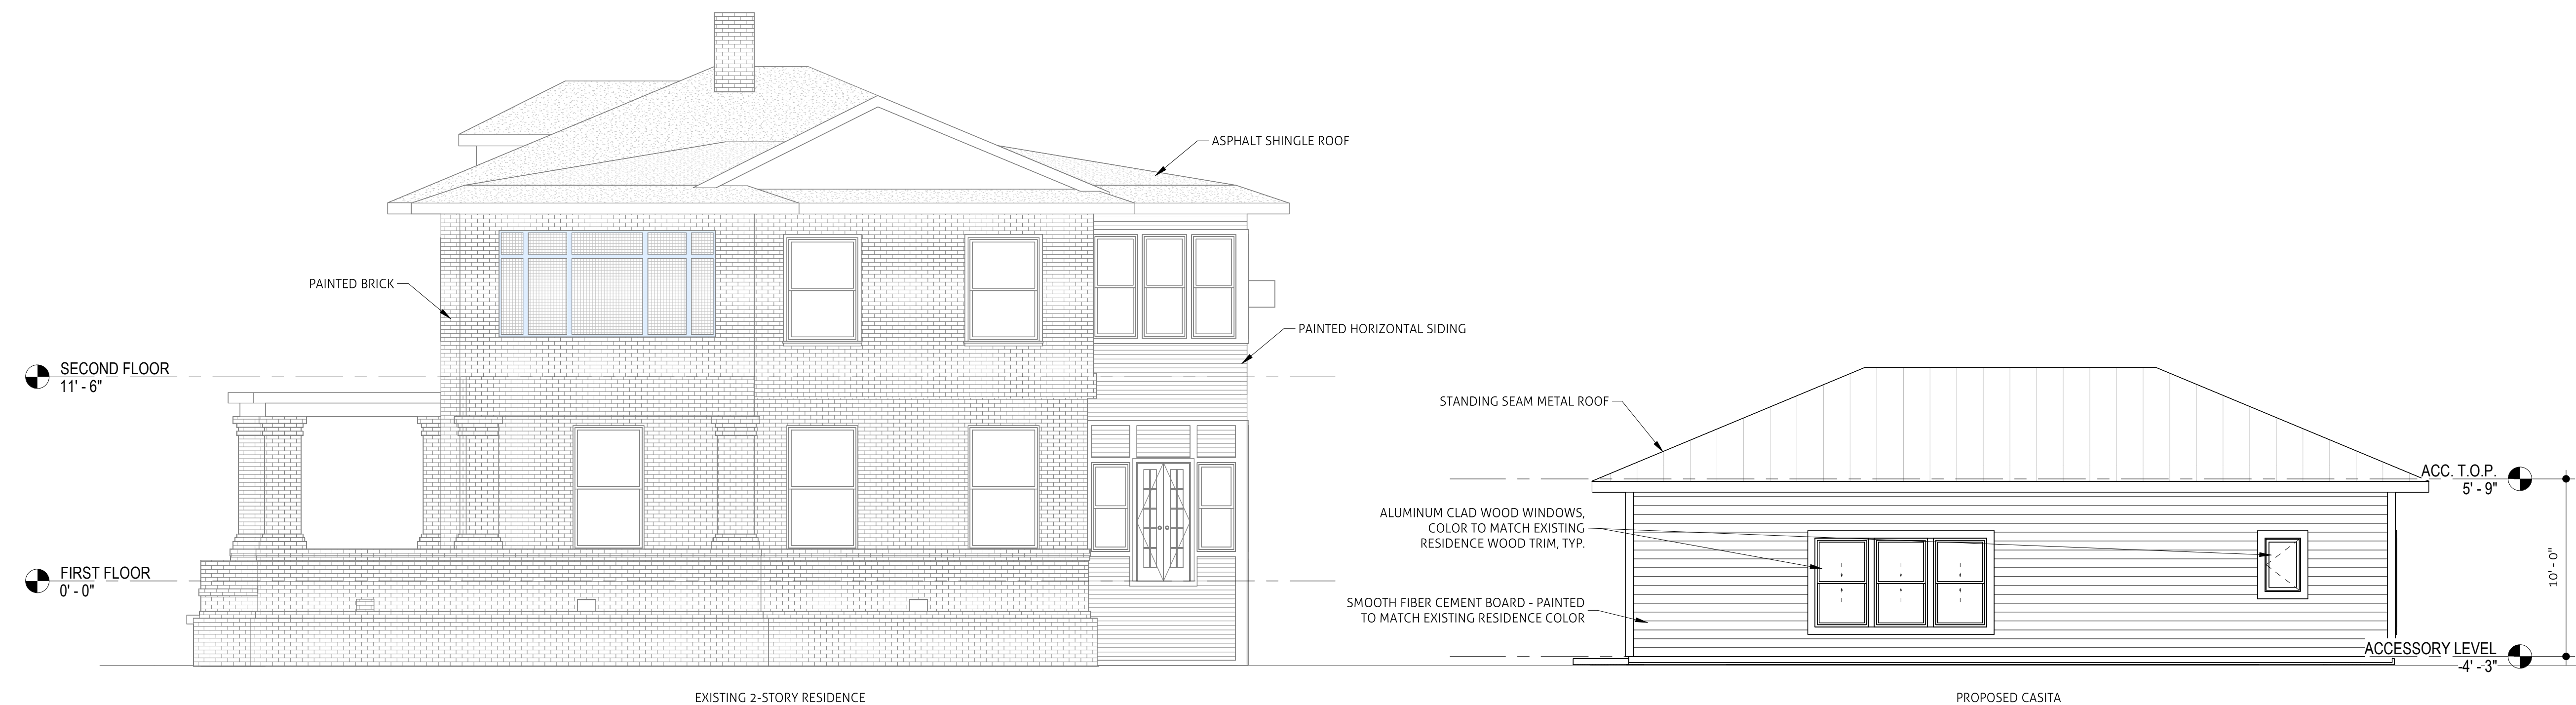 ASPHALT SHINGLE ROOF
PAINTED BRICK
PAINTED HORIZONTAL SIDING
SECOND FLOOR
11' - 6"
FIRST FLOOR
0' - 0"
EXISTING 2-STORY RESIDENCE
STANDING SEAM METAL ROOF
ACC. T.O.P.
5' - 9"
ALUMINUM CLAD WOOD WINDOWS,
COLOR TO MATCH EXISTING
RESIDENCE WOOD TRIM, TYP.
10' - 0"
SMOOTH FIBER CEMENT BOARD - PAINTED
TO MATCH EXISTING RESIDENCE COLOR
ACCESSORY LEVEL
-4' - 3"
PROPOSED CASITA